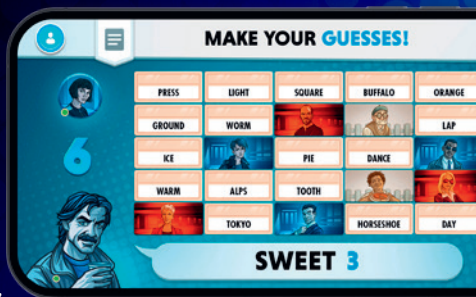 MAKE YOUR GUESSES!
PRESS LIGHT SQUARE BUFFALO ORANGE
GROUND WORM LAP
6
ICE PIE DANCE
WARM ALPS TOOTH
TOKYO HORSESHOE DAY
SWEET 3